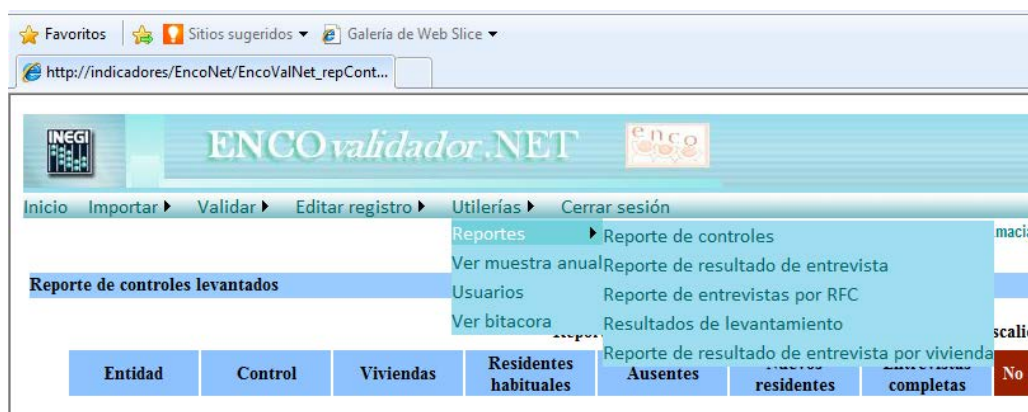 Favoritos Sitios sugeridos Galería de Web Slice
http://indicadores/EncoNet/EncoValNet_repCont...
INEGI ENCOvalidador.NET enco
Inicio Importar Validar Editar registro Utilerías Cerrar sesión
Reportes Reporte de controles
Ver muestra anual Reporte de resultado de entrevista
Reporte de controles levantados Usuarios Reporte de entrevistas por RFC
Ver bitacora Resultados de levantamiento
Reporte de resultado de entrevista por vivienda
Entidad Control Viviendas Residentes habituales Ausentes residentes completas No